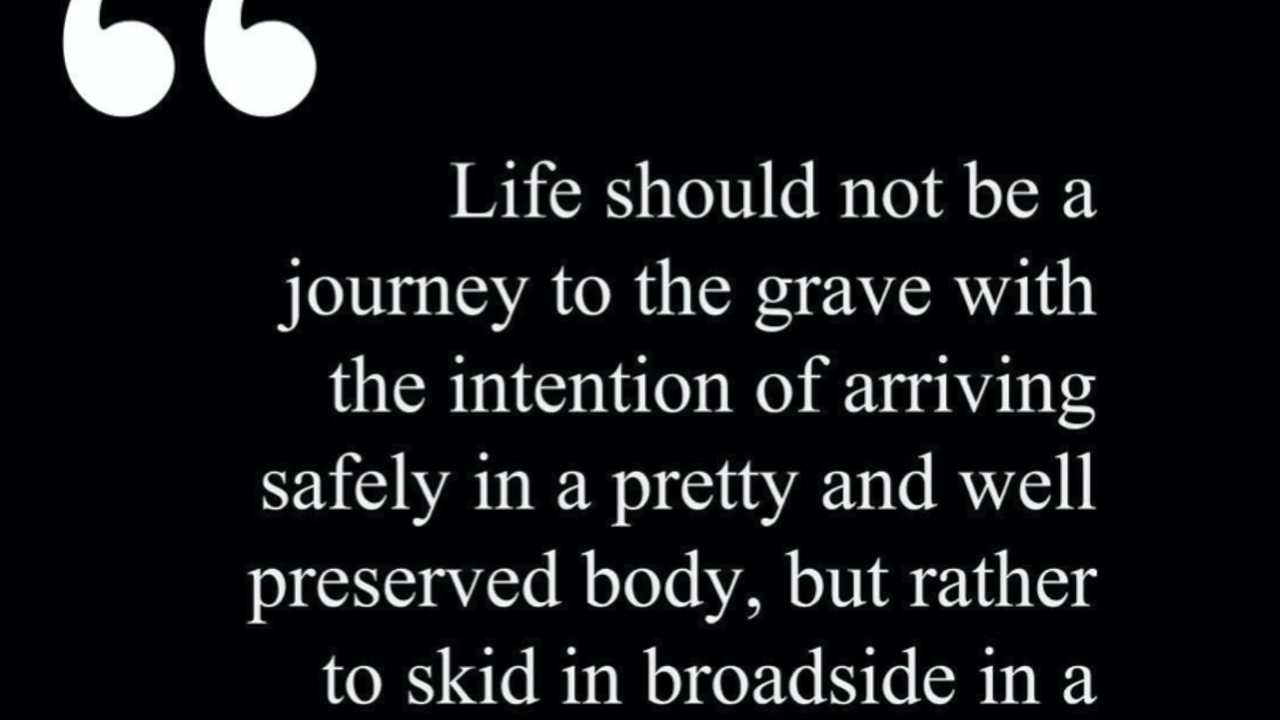 “
Life should not be a
journey to the grave with
the intention of arriving
safely in a pretty and well
preserved body, but rather
to skid in broadside in a